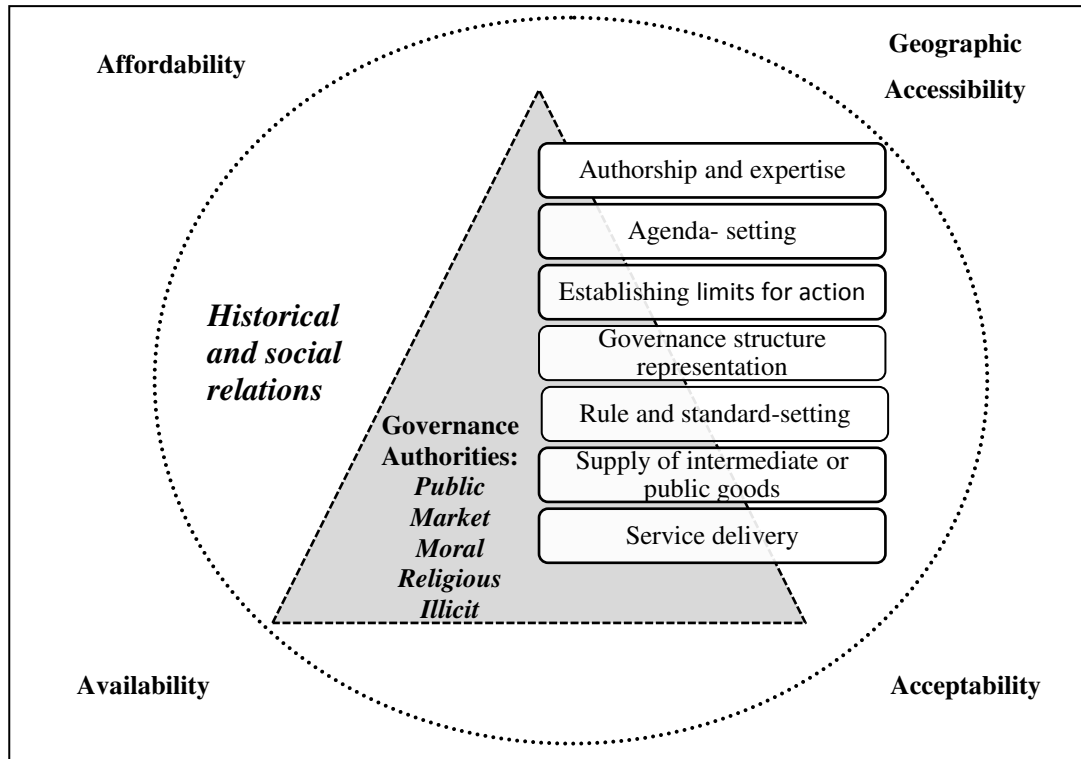 Affordability
Geographic
Accessibility
Authorship and expertise
Agenda- setting
Establishing limits for action
Governance structure
representation
Rule and standard-setting
Supply of intermediate or
public goods
Service delivery
Historical
and social
relations
Governance
Authorities:
Public
Market
Moral
Religious
Illicit
Availability
Acceptability